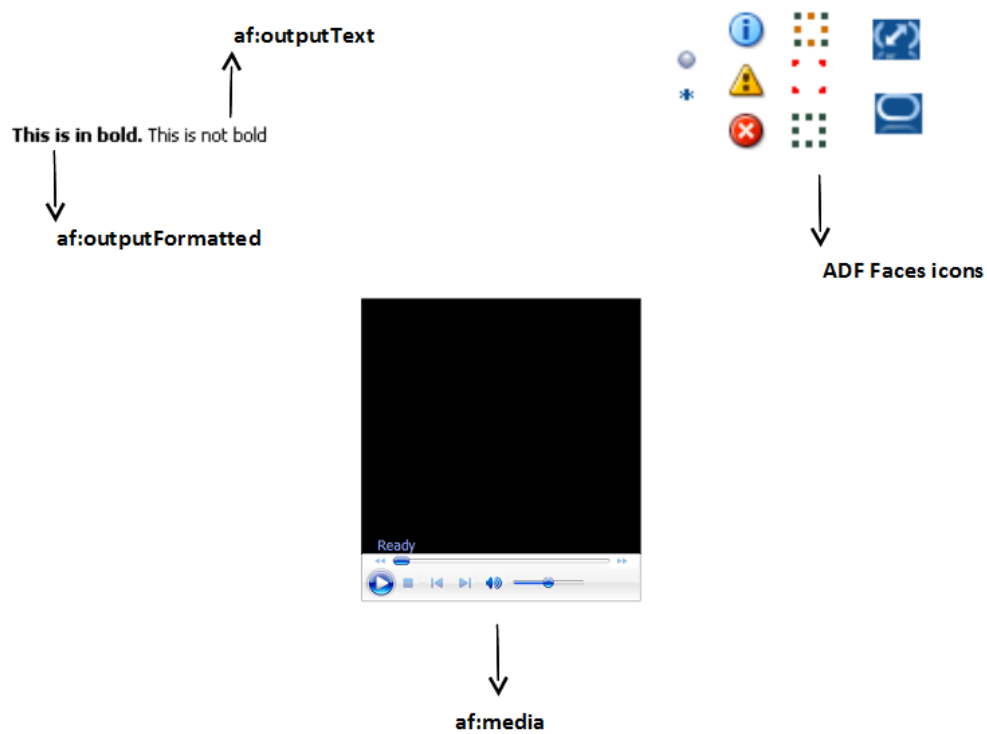 af:outputText
This is in bold. This is not bold
af:outputFormatted
ADF Faces icons
Ready
af:media